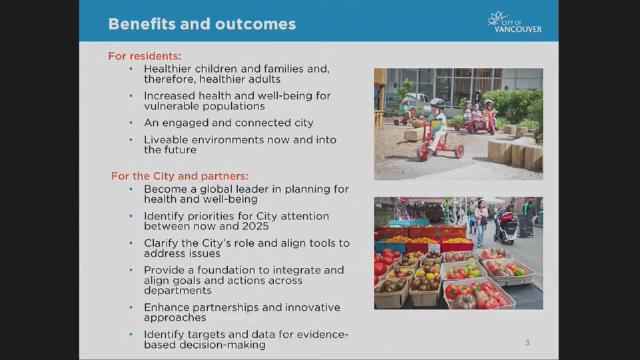 Benefits and outcomes
CITY OF
VANCOUVER
For residents:
• Healthier children and families and,
therefore, healthier adults
• Increased health and well-being for
vulnerable populations
• An engaged and connected city
• Liveable environments now and into
the future
For the City and partners:
• Become a global leader in planning for
health and well-being
• Identify priorities for City attention
between now and 2025
• Clarify the City's role and align tools to
address issues
• Provide a foundation to integrate and
align goals and actions across
departments
• Enhance partnerships and innovative
approaches
• Identify targets and data for evidence-
based decision-making
3